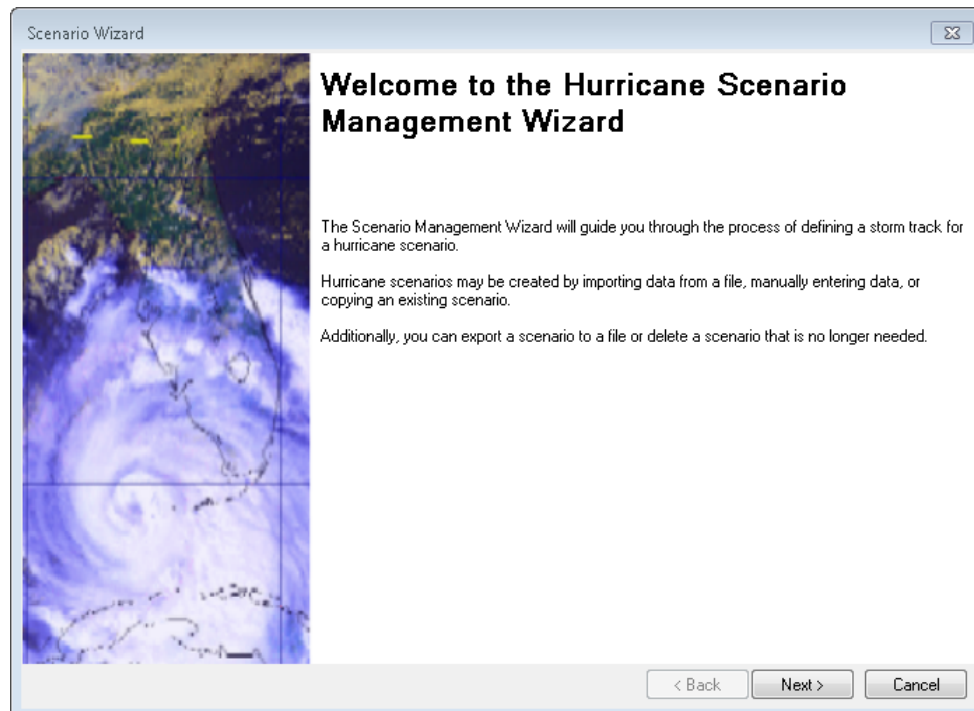 Scenario Wizard
Welcome to the Hurricane Scenario
Management Wizard
The Scenario Management Wizard will guide you through the process of defining a storm track for
a hurricane scenario.
Hurricane scenarios may be created by importing data from a file, manually entering data, or
copying an existing scenario.
Additionally, you can export a scenario to a file or delete a scenario that is no longer needed.
< Back
Next >
Cancel